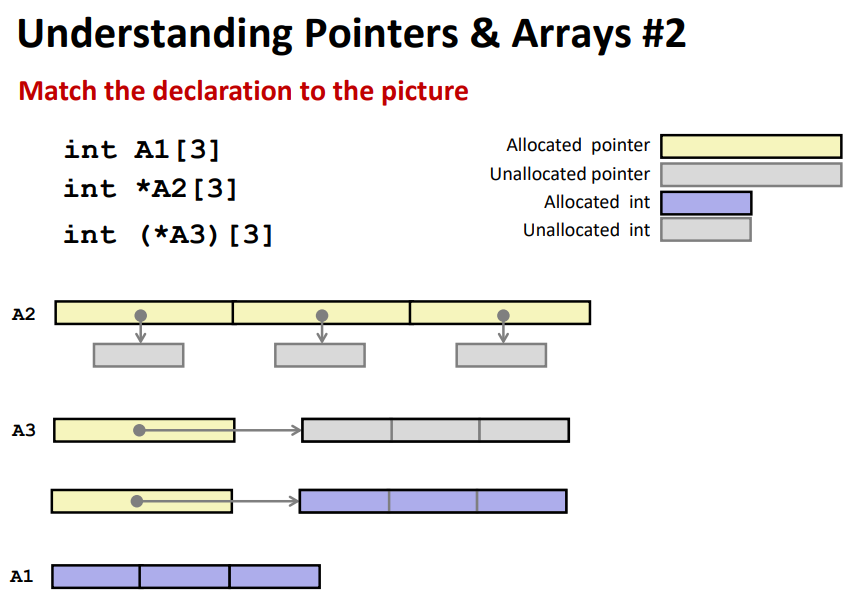 Understanding Pointers & Arrays #2
Match the declaration to the picture
int A1[3]
int *A2[3]
int (*A3)[3]
Allocated pointer
Unallocated pointer
Allocated int
Unallocated int
A2
A3
A1